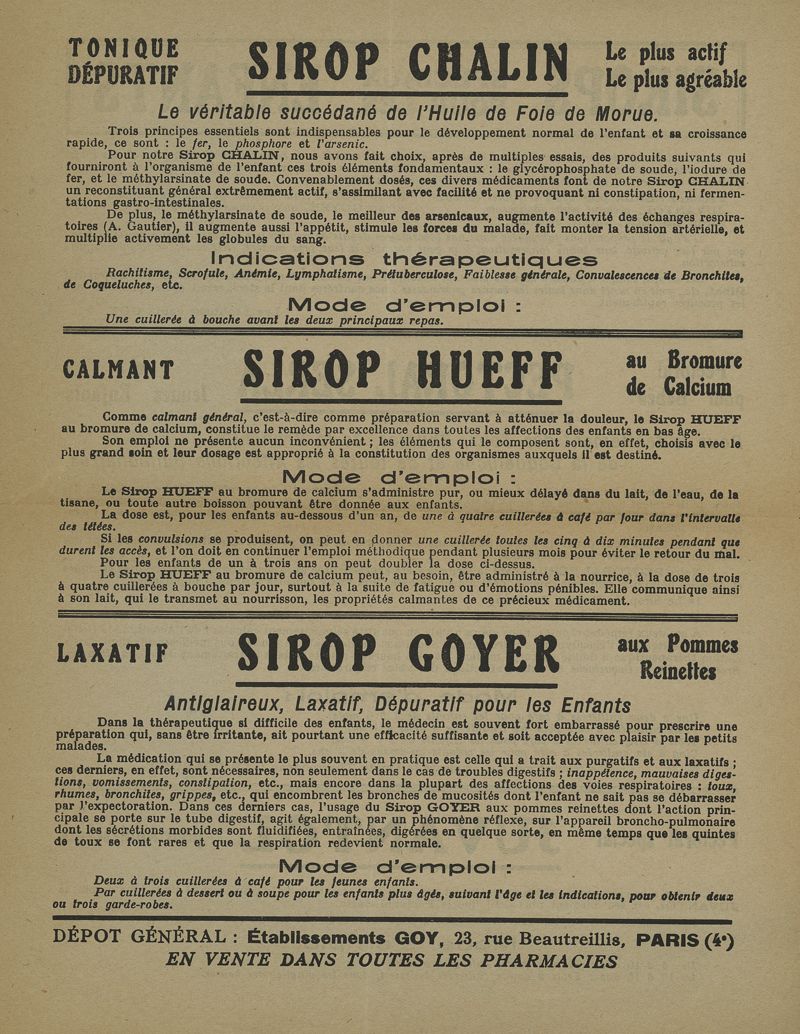 TONIQUE
DÉPURATIF
SIROP CHALIN
Le plus actif
Le plus agréable
Le véritable succédané de l'Huile de Foie de Morue.
Trois principes essentiels sont indispensables pour le développement normal de l'enfant et sa croissance
rapide, ce sont : le fer, le phosphore et l'arsenic.
Pour notre Sirop CHALIN, nous avons fait choix, après de multiples essais, des produits suivants qui
fourniront à l'organisme de l'enfant ces trois éléments fondamentaux : le glycérophosphate de soude, l'iodure de
fer, et le méthylarsinate de soude. Convenablement dosés, ces divers médicaments font de notre Sirop CHALIN
un reconstituant général extrêmement actif, s'assimilant avec facilité et ne provoquant ni constipation, ni fermen-
tations gastro-intestinales.
De plus, le méthylarsinate de soude, le meilleur des arsenicaux, augmente l'activité des échanges respira-
toires (A. Gautier), il augmente aussi l'appétit, stimule les forces du malade, fait monter la tension artérielle, et
multiplie activement les globules du sang.
Indications thérapeutiques
Rachitisme, Scrofule, Anémie, Lymphatisme, Prétuberculose, Faiblesse générale, Convalescences de Bronchites,
de Coqueluches, etc.
Mode d'emploi :
Une cuillerée à bouche avant les deux principaux repas.
CALMANT
SIROP HUEFF
au Bromure
de Calcium
Comme calmant général, c'est-à-dire comme préparation servant à atténuer la douleur, le Sirop HUEFF
au bromure de calcium, constitue le remède par excellence dans toutes les affections des enfants en bas âge.
Son emploi ne présente aucun inconvénient ; les éléments qui le composent sont, en effet, choisis avec le
plus grand soin et leur dosage est approprié à la constitution des organismes auxquels il est destiné.
Mode d'emploi :
Le Sirop HUEFF au bromure de calcium s'administre pur, ou mieux délayé dans du lait, de l'eau, de la
tisane, ou toute autre boisson pouvant être donnée aux enfants.
La dose est, pour les enfants au-dessous d'un an, de une à quatre cuillerées à café par jour dans l'intervalle
des tétées.
Si les convulsions se produisent, on peut en donner une cuillerée toutes les cinq à dix minutes pendant que
durent les accès, et l'on doit en continuer l'emploi méthodique pendant plusieurs mois pour éviter le retour du mal.
Pour les enfants de un à trois ans on peut doubler la dose ci-dessus.
Le Sirop HUEFF au bromure de calcium peut, au besoin, être administré à la nourrice, à la dose de trois
à quatre cuillerées à bouche par jour, surtout à la suite de fatigue ou d'émotions pénibles. Elle communique ainsi
à son lait, qui le transmet au nourrisson, les propriétés calmantes de ce précieux médicament.
LAXATIF
SIROP GOYER
aux Pommes
Reinettes
Antiglaireux, Laxatif, Dépuratif pour les Enfants
Dans la thérapeutique si difficile des enfants, le médecin est souvent fort embarrassé pour prescrire une
préparation qui, sans être irritante, ait pourtant une efficacité suffisante et soit acceptée avec plaisir par les petits
malades.
La médication qui se présente le plus souvent en pratique est celle qui a trait aux purgatifs et aux laxatifs ;
ces derniers, en effet, sont nécessaires, non seulement dans le cas de troubles digestifs ; inappétence, mauvaises diges-
tions, vomissements, constipation, etc., mais encore dans la plupart des affections des voies respiratoires : toux,
rhumes, bronchites, grippes, etc., qui encombrent les bronches de mucosités dont l'enfant ne sait pas se débarrasser
par l'expectoration. Dans ces derniers cas, l'usage du Sirop GOYER aux pommes reinettes dont l'action prin-
cipale se porte sur le tube digestif, agit également, par un phénomène réflexe, sur l'appareil broncho-pulmonaire
dont les sécrétions morbides sont fluidifiées, entraînées, digérées en quelque sorte, en même temps que les quintes
de toux se font rares et que la respiration redevient normale.
Mode d'emploi :
Deux à trois cuillerées à café pour les jeunes enfants.
Par cuillerées à dessert ou à soupe pour les enfants plus âgés, suivant l'âge et les indications, pour obtenir deux
ou trois garde-robes.
DÉPOT GÉNÉRAL : Établissements GOY, 23, rue Beautreillis, PARIS (4e)
EN VENTE DANS TOUTES LES PHARMACIES